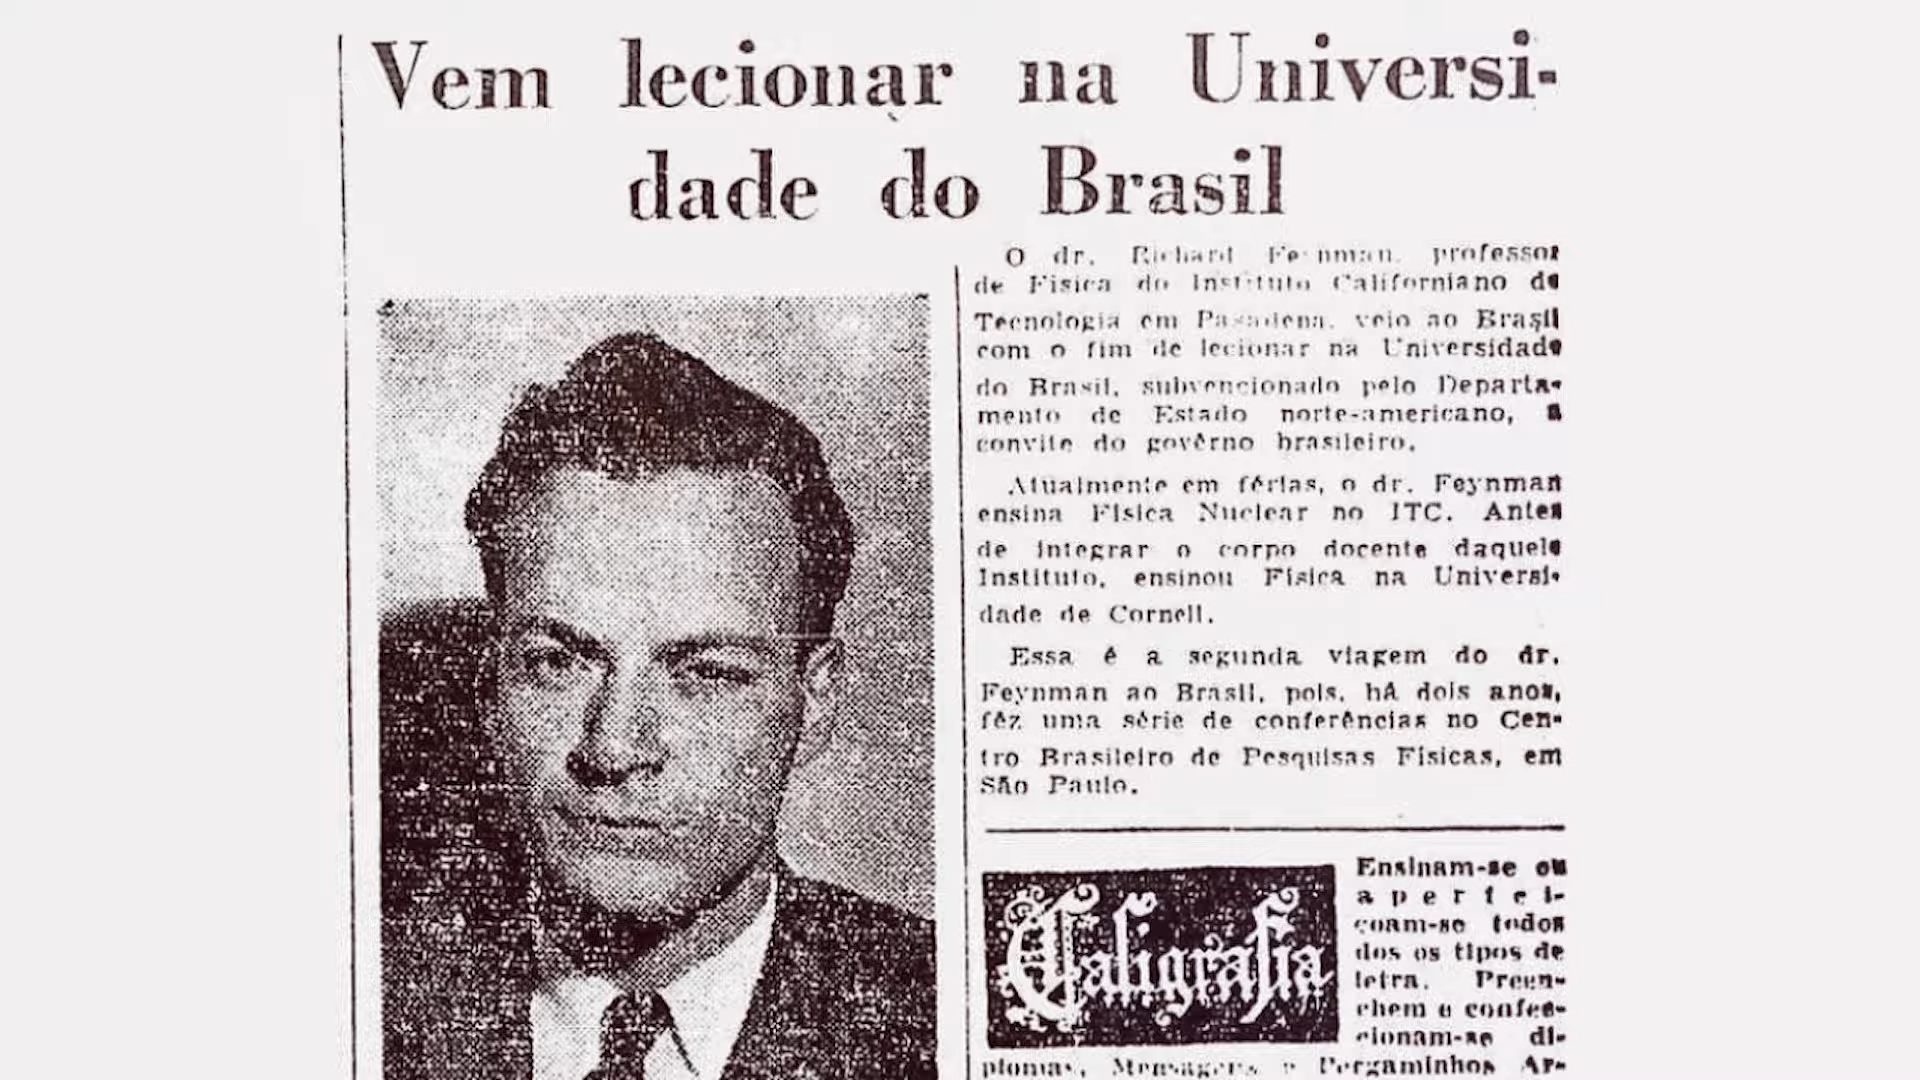 Vem lecionar na Universi-
dade do Brasil
O dr. Richard Feynman, professor
de Física do Instituto Californiano de
Tecnologia em Pasadena, veio ao Brasil
com o fim de lecionar na Universidade
do Brasil, subvencionado pelo Departa-
mento de Estado norte-americano, a
convite do govêrno brasileiro.
Atualmente em férias, o dr. Feynman
ensina Física Nuclear no ITC. Antes
de integrar o corpo docente daquele
Instituto, ensinou Física na Universi-
dade de Cornell.
Essa é a segunda viagem do dr.
Feynman ao Brasil, pois, há dois anos,
fêz uma série de conferências no Cen-
tro Brasileiro de Pesquisas Físicas, em
São Paulo.
Caligrafia
Ensinam-se ou
aperfei-
çoam-se todos
dos os tipos de
letra. Preen-
chem e confec-
cionam-se di-
plomas, Mensagens e Pergaminhos Ar-